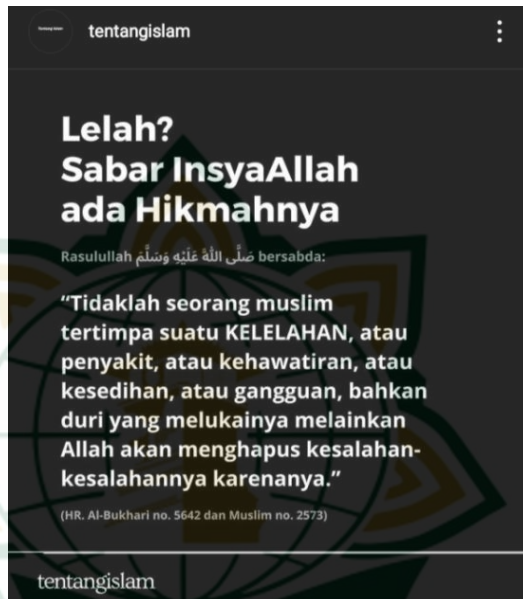 tentangislam
Lelah?
Sabar InsyaAllah
ada Hikmahnya
Rasulullah صَلَّى اللهُ عَلَيْهِ وَسَلَّمَ bersabda:
“Tidaklah seorang muslim
tertimpa suatu KELELAHAN, atau
penyakit, atau kehawatiran, atau
kesedihan, atau gangguan, bahkan
duri yang melukainya melainkan
Allah akan menghapus kesalahan-
kesalahannya karenanya.”
(HR. Al-Bukhari no. 5642 dan Muslim no. 2573)
tentangislam